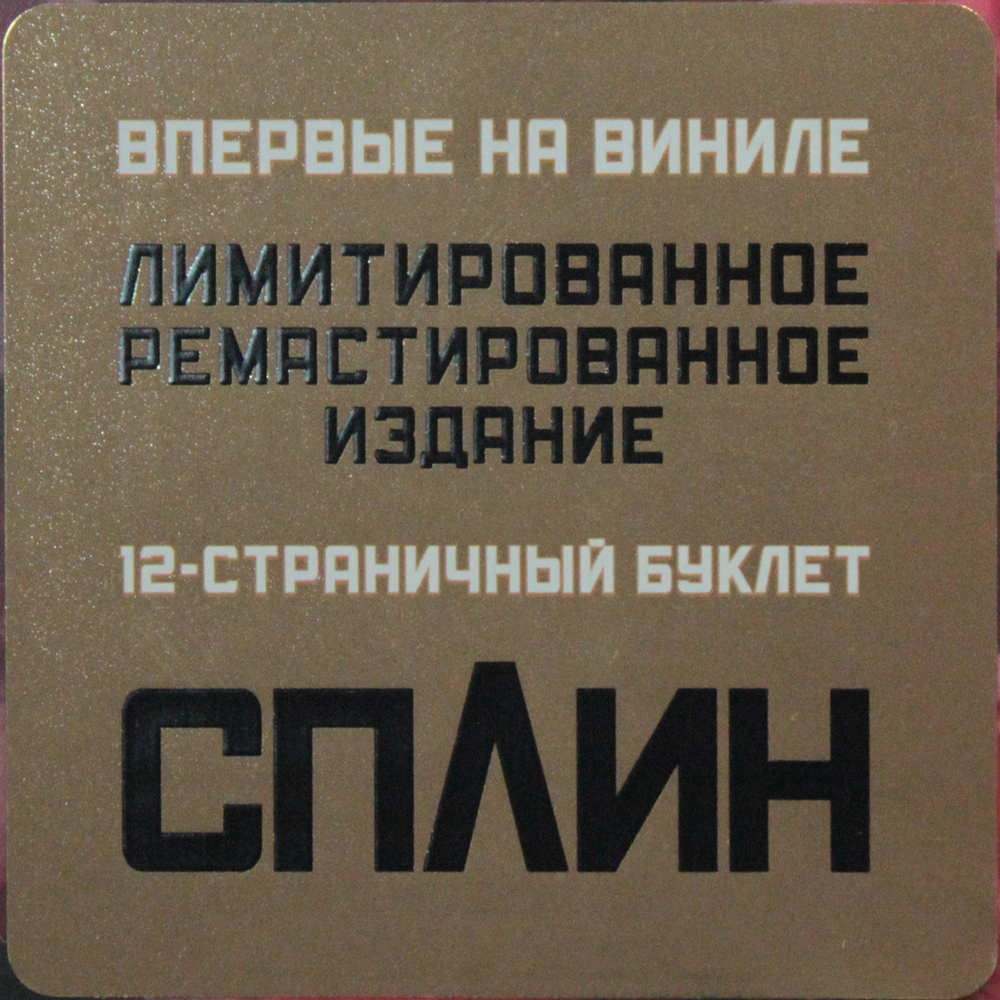 ВПЕРВЫЕ НА ВИНИЛЕ
ЛИМИТИРОВАННОЕ
РЕМАСТИРОВАННОЕ
ИЗДАНИЕ
12-СТРАНИЧНЫЙ БУКЛЕТ
СПЛИН